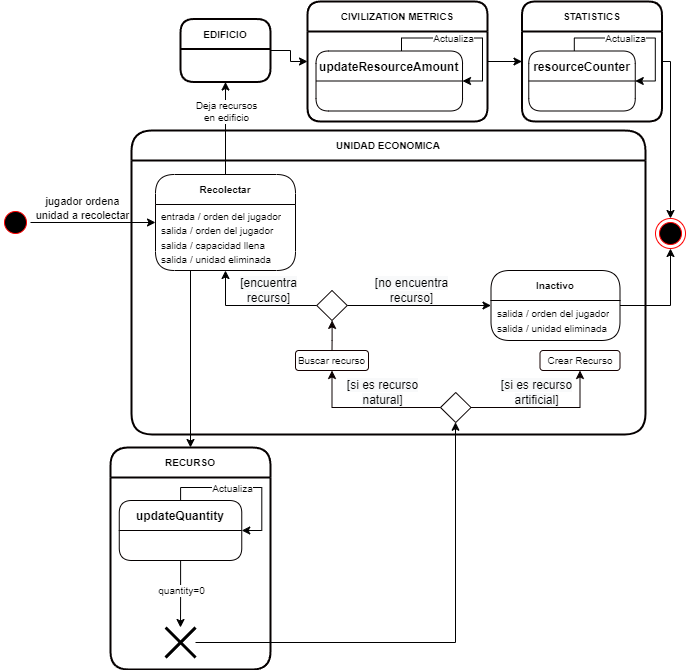 CIVILIZATION METRICS
STATISTICS
EDIFICIO
Actualiza
Actualiza
updateResourceAmount
resourceCounter
Deja recursos
en edificio
UNIDAD ECONOMICA
jugador ordena
unidad a recolectar
Recolectar
entrada / orden del jugador
salida / orden del jugador
salida / capacidad llena
salida / unidad eliminada
[encuentra
recurso]
[no encuentra
recurso]
Inactivo
salida / orden del jugador
salida / unidad eliminada
Buscar recurso
Crear Recurso
[si es recurso
natural]
[si es recurso
artificial]
RECURSO
Actualiza
updateQuantity
quantity=0